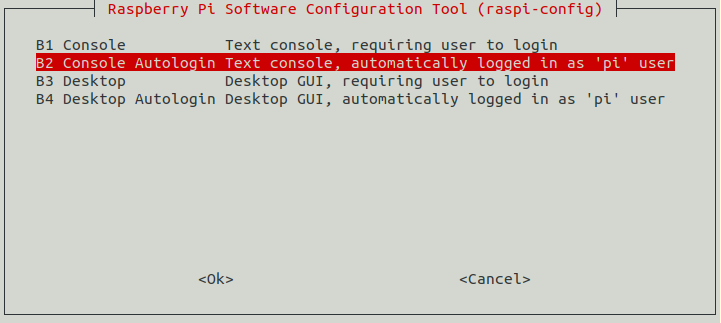 Raspberry Pi Software Configuration Tool (raspi-config)
B1 Console Text console, requiring user to login
B2 Console Autologin Text console, automatically logged in as 'pi' user
B3 Desktop Desktop GUI, requiring user to login
B4 Desktop Autologin Desktop GUI, automatically logged in as 'pi' user
<Ok> <Cancel>